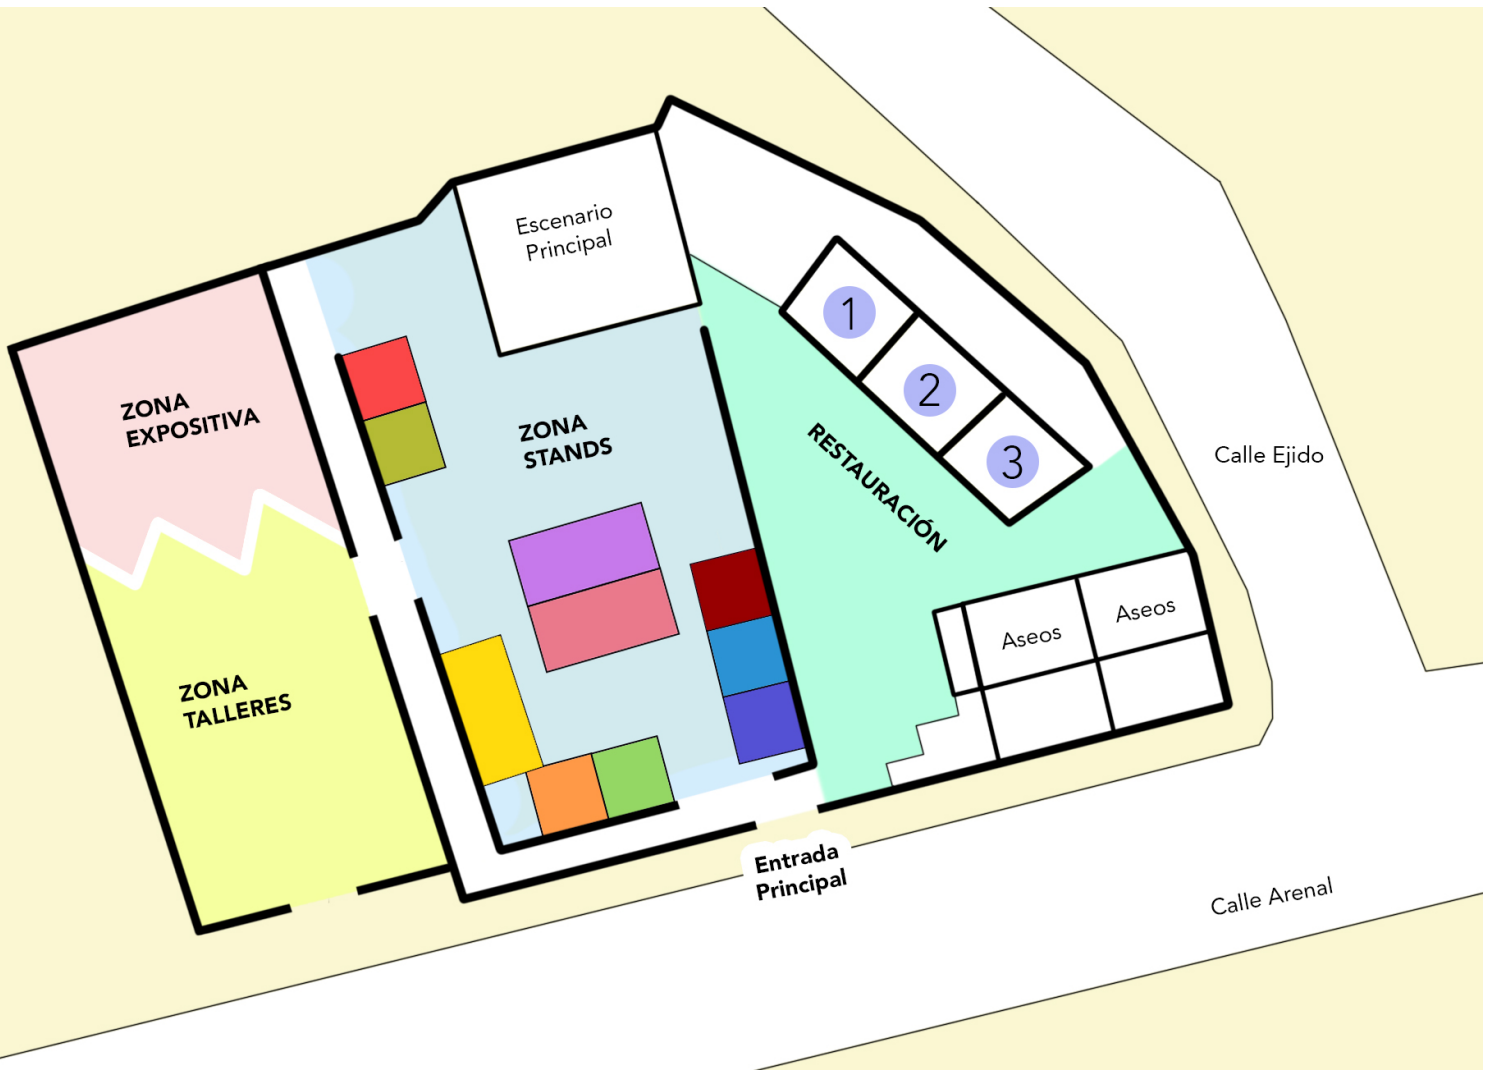 Escenario
Principal
ZONA
EXPOSITIVA
ZONA
STANDS
1
2
3
RESTAURACIÓN
Calle Ejido
Aseos
Aseos
ZONA
TALLERES
Entrada
Principal
Calle Arenal